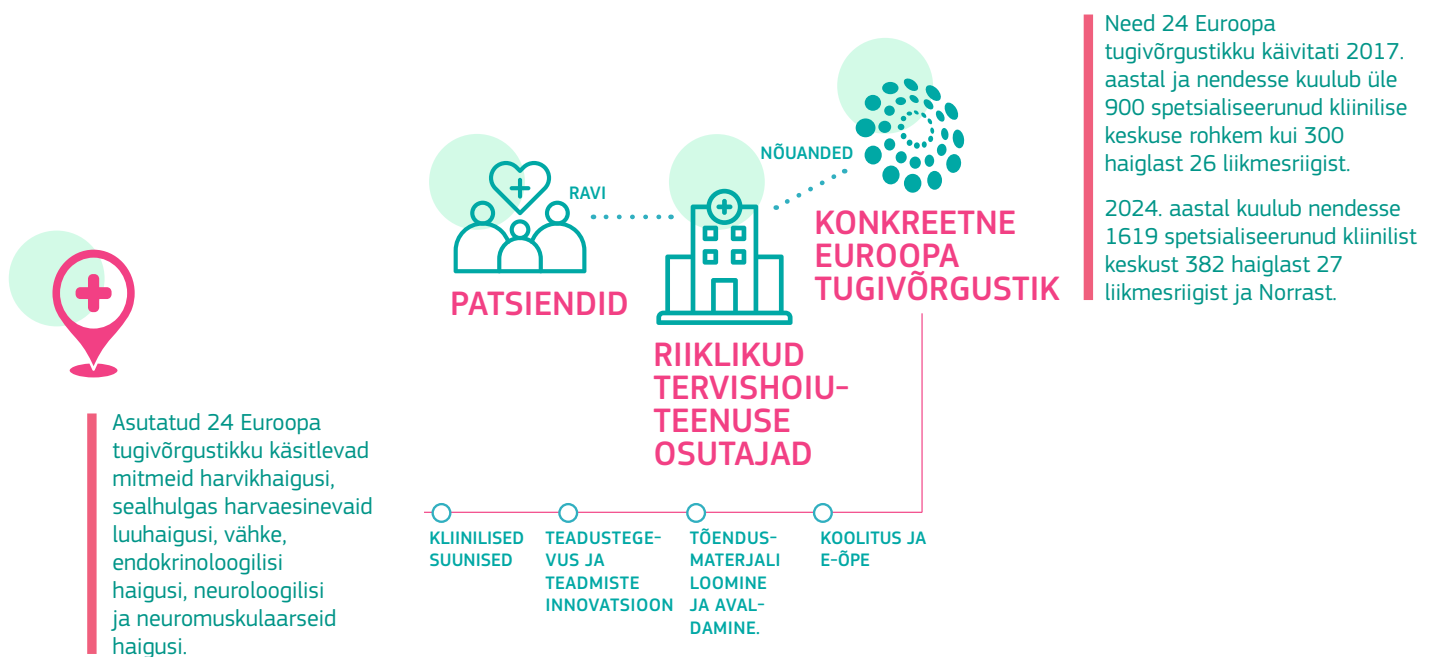 Need 24 Euroopa
tugivõrgustikku käivitati 2017.
aastal ja nendesse kuulub üle
900 spetsialiseerunud kliinilise
keskuse rohkem kui 300
haiglast 26 liikmesriigist.
2024. aastal kuulub nendesse
1619 spetsialiseerunud kliinilist
keskust 382 haiglast 27
liikmesriigist ja Norrast.
NÕUANDED
RAVI
PATSIENDID
KONKREETNE
EUROOPA
TUGIVÕRGUSTIK
RIIKLIKUD
TERVISHOIU-
TEENUSE
OSUTAJAD
Asutatud 24 Euroopa
tugivõrgustikku käsitlevad
mitmeid harvikhaigusi,
sealhulgas harvaesinevaid
luuhaigusi, vähke,
endokrinoloogilisi
haigusi, neuroloogilisi
ja neuromuskulaarseid
haigusi.
KLIINILISED
SUUNISED
TEADUSTEGE-
VUS JA
TEADMISTE
INNOVATSIOON
TÕENDUS-
MATERJALI
LOOMINE
JA AVAL-
DAMINE.
KOOLITUS JA
E-ÕPE